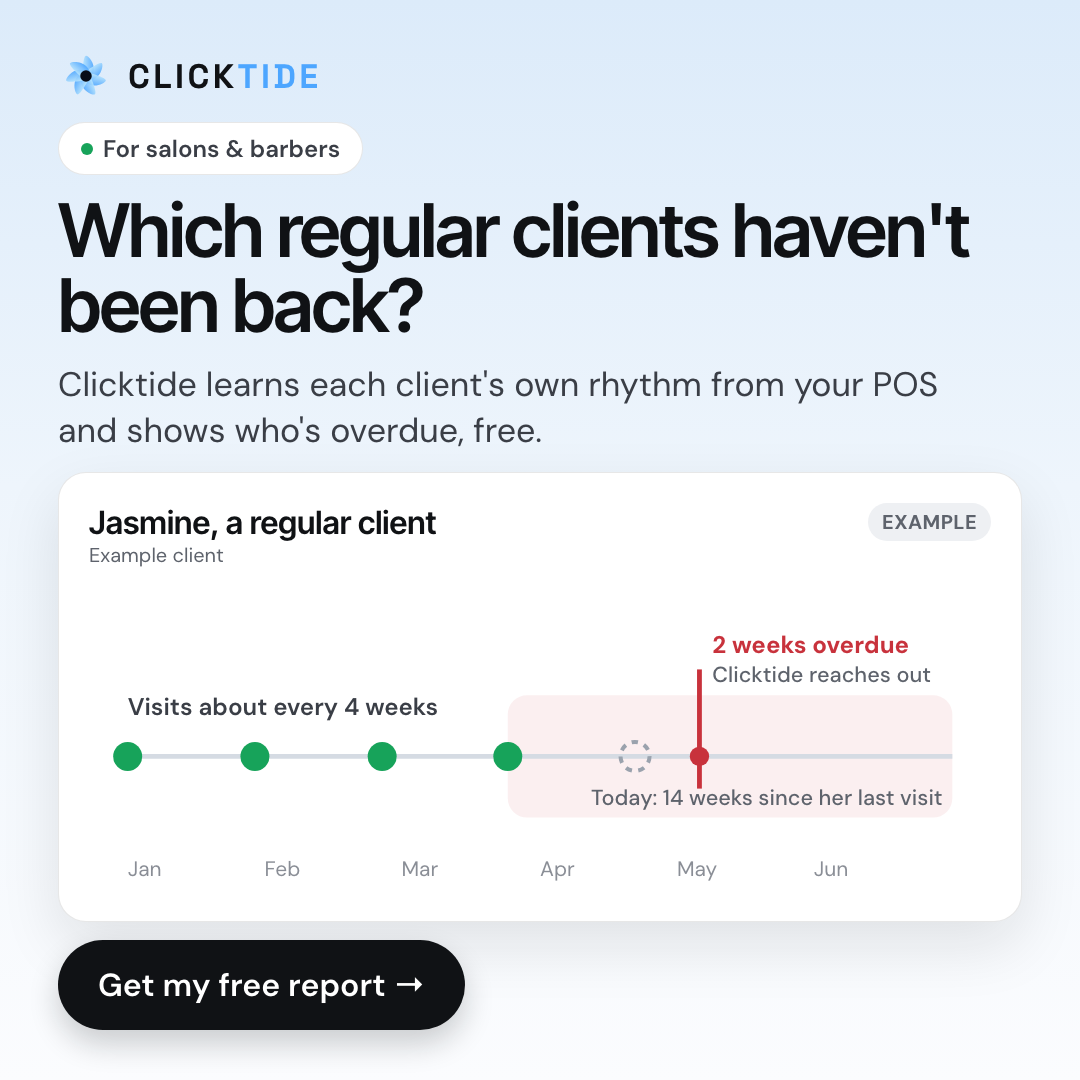 CLICKTIDE
For salons & barbers
Which regular clients haven't
been back?
Clicktide learns each client's own rhythm from your POS
and shows who's overdue, free.
Jasmine, a regular client
EXAMPLE
Example client
2 weeks overdue
Clicktide reaches out
Visits about every 4 weeks
Today: 14 weeks since her last visit
Jan Feb Mar Apr May Jun
Get my free report →